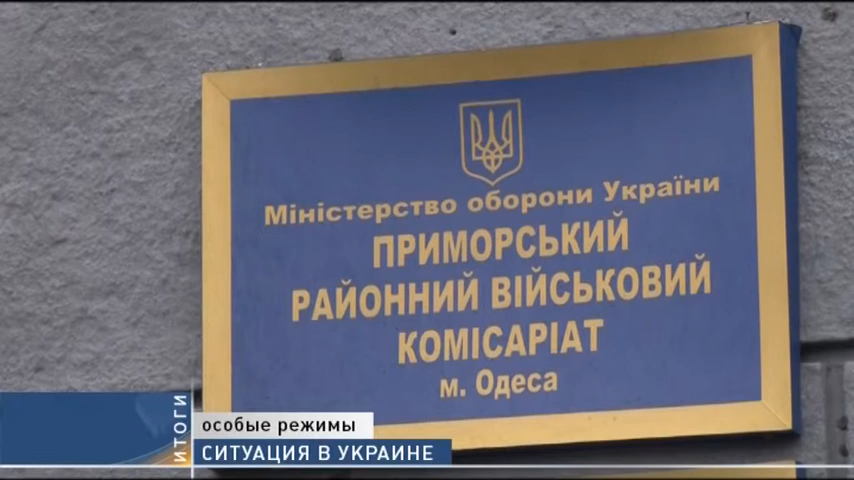 Міністерство оборони України
ПРИМОРСЬКИЙ
РАЙОННИЙ ВІЙСЬКОВИЙ
КОМІСАРІАТ
м. Одеса
ИТОГИ
особые режимы
СИТУАЦИЯ В УКРАИНЕ